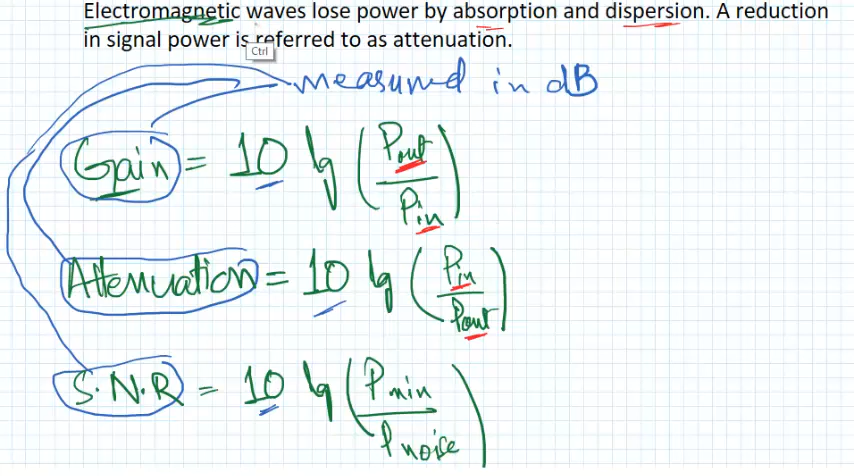 Electromagnetic waves lose power by absorption and dispersion. A reduction
in signal power is referred to as attenuation.
Ctrl
measured in dB
Gain = 10 lg (Pout/Pin)
Attenuation = 10 lg (Pin/Pout)
S.N.R = 10 lg (Pmin/Pnoise)